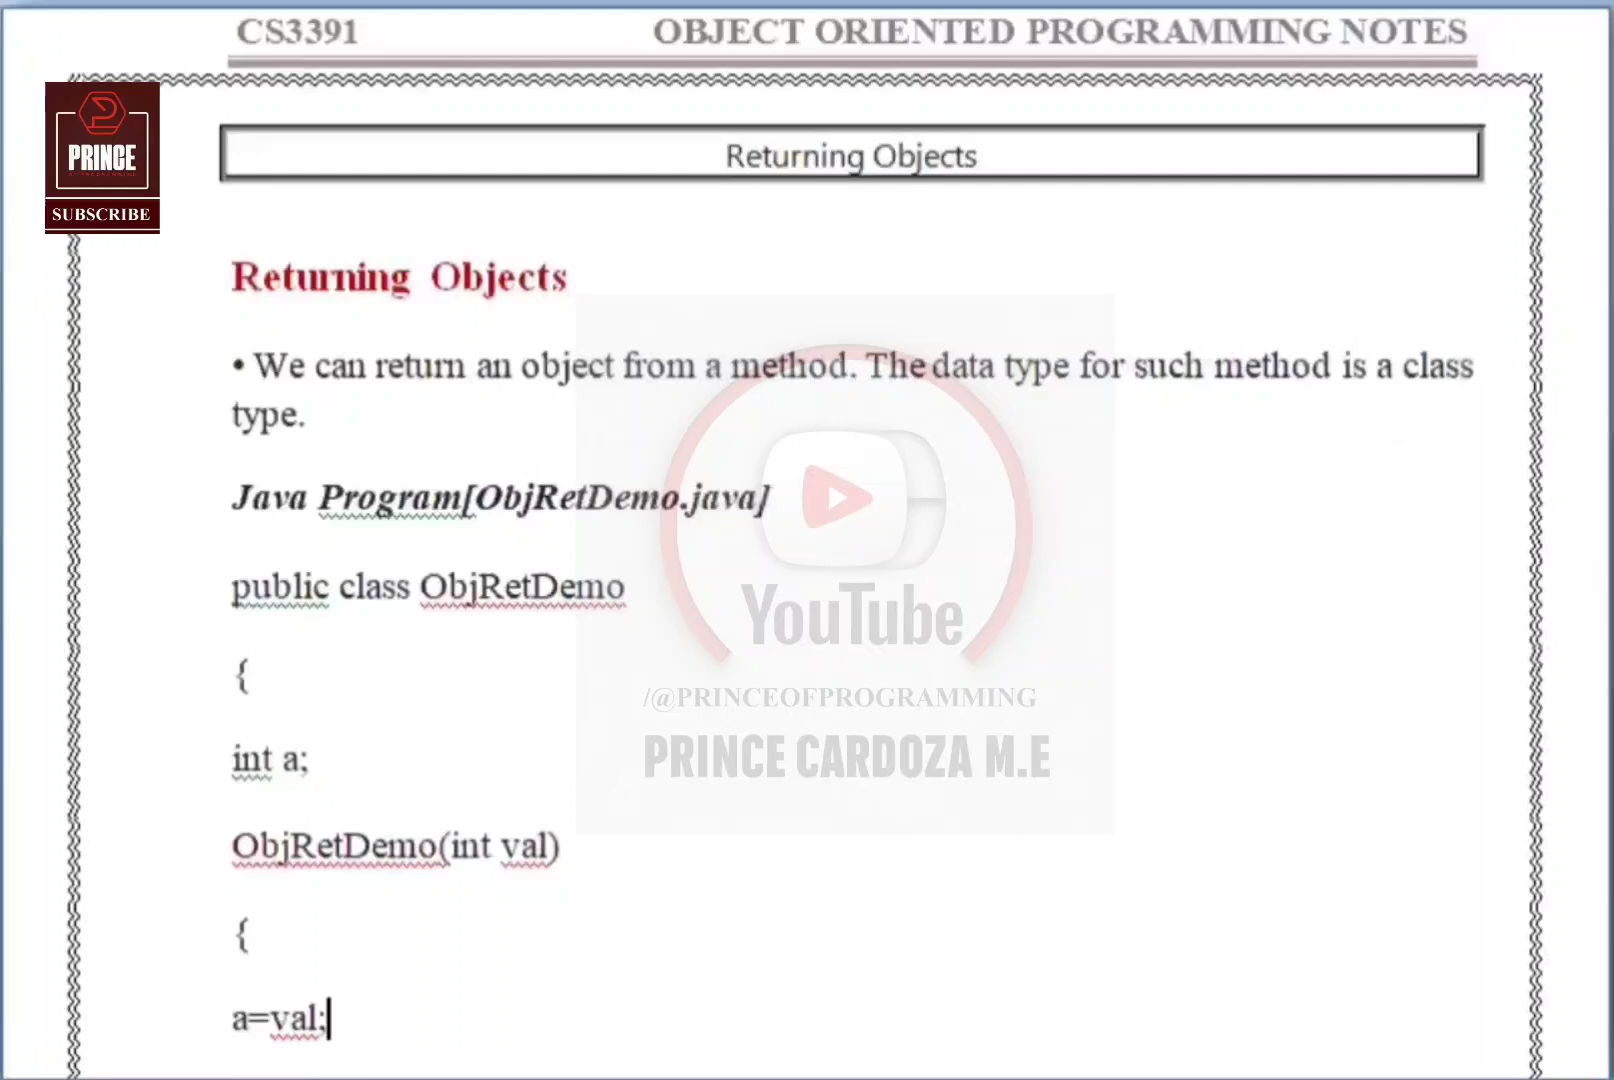 CS3391 OBJECT ORIENTED PROGRAMMING NOTES
PRINCE
SUBSCRIBE
Returning Objects
Returning Objects
• We can return an object from a method. The data type for such method is a class
type.
Java Program[ObjRetDemo.java]
public class ObjRetDemo
{
int a;
ObjRetDemo(int val)
{
a=val;
YouTube
/@PRINCEOFPROGRAMMING
PRINCE CARDOZA M.E